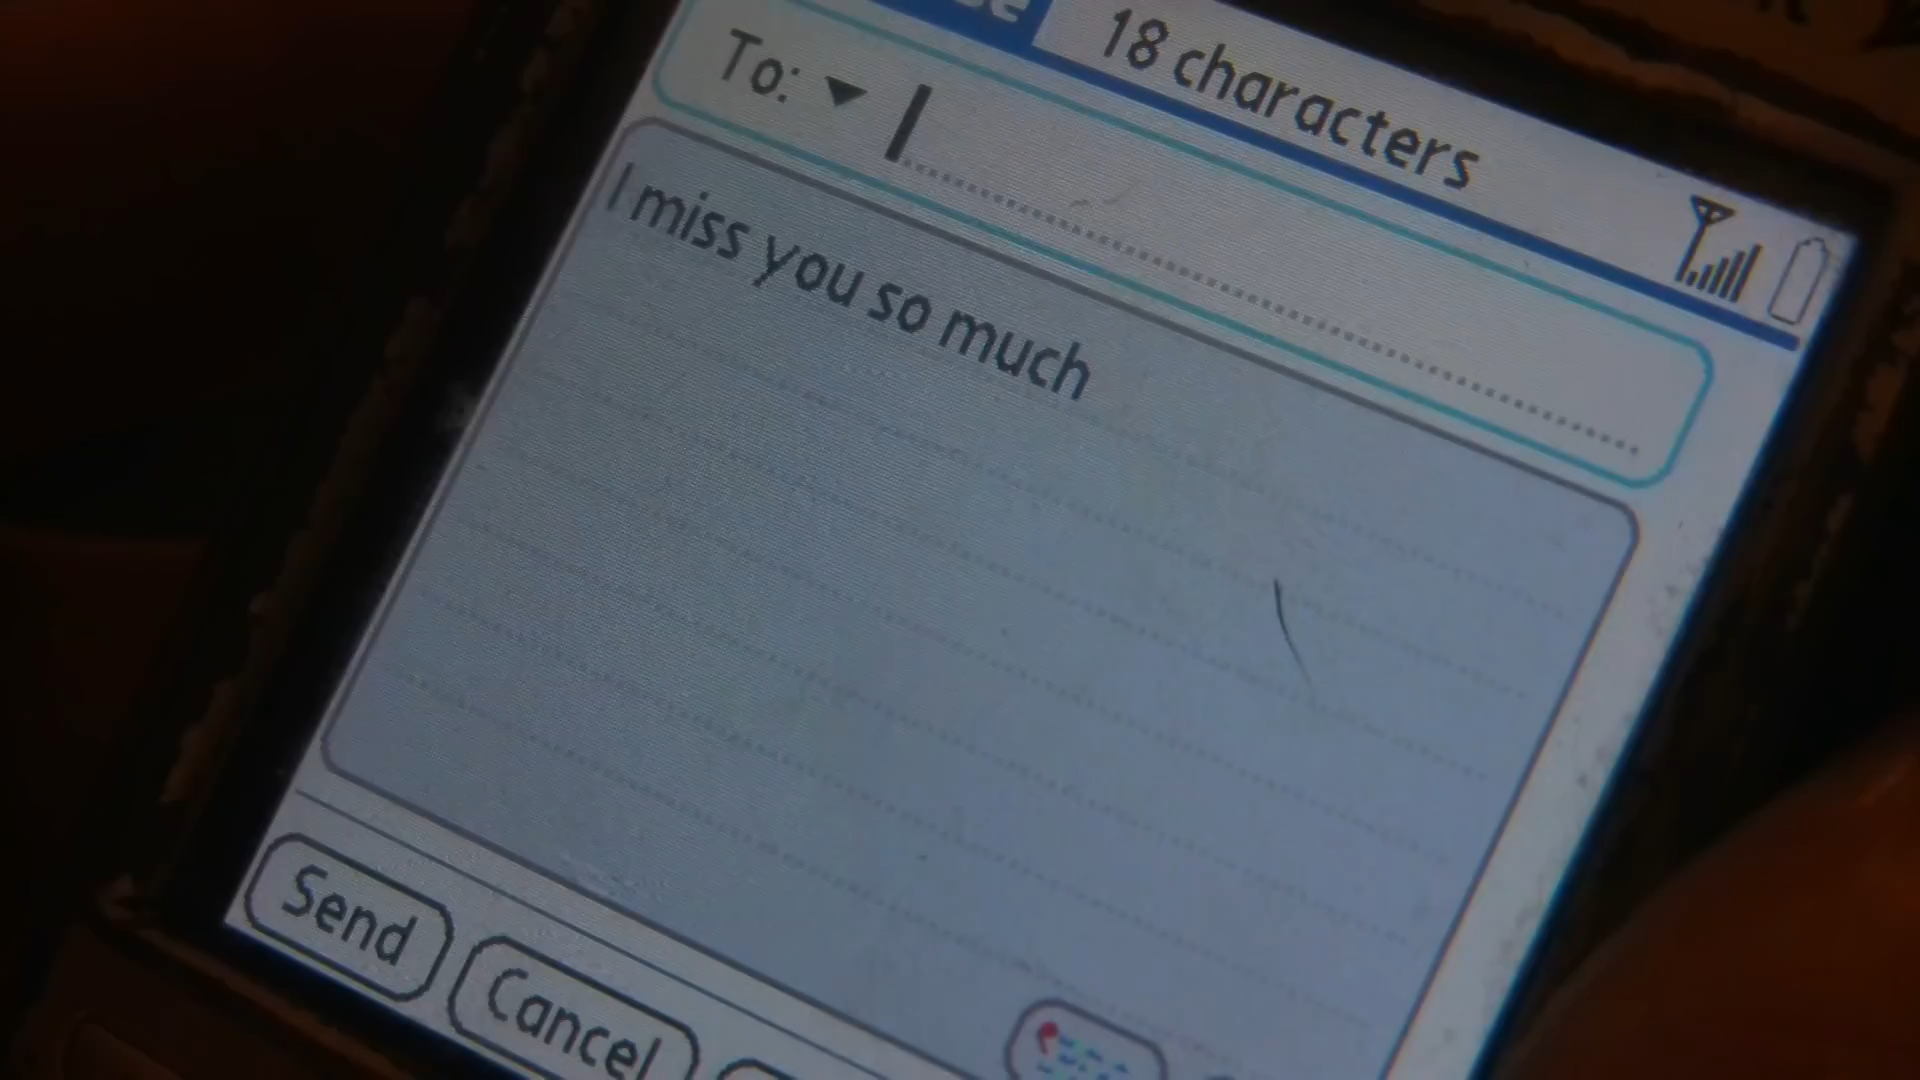 18 characters
To:
I miss you so much
Send
Cancel